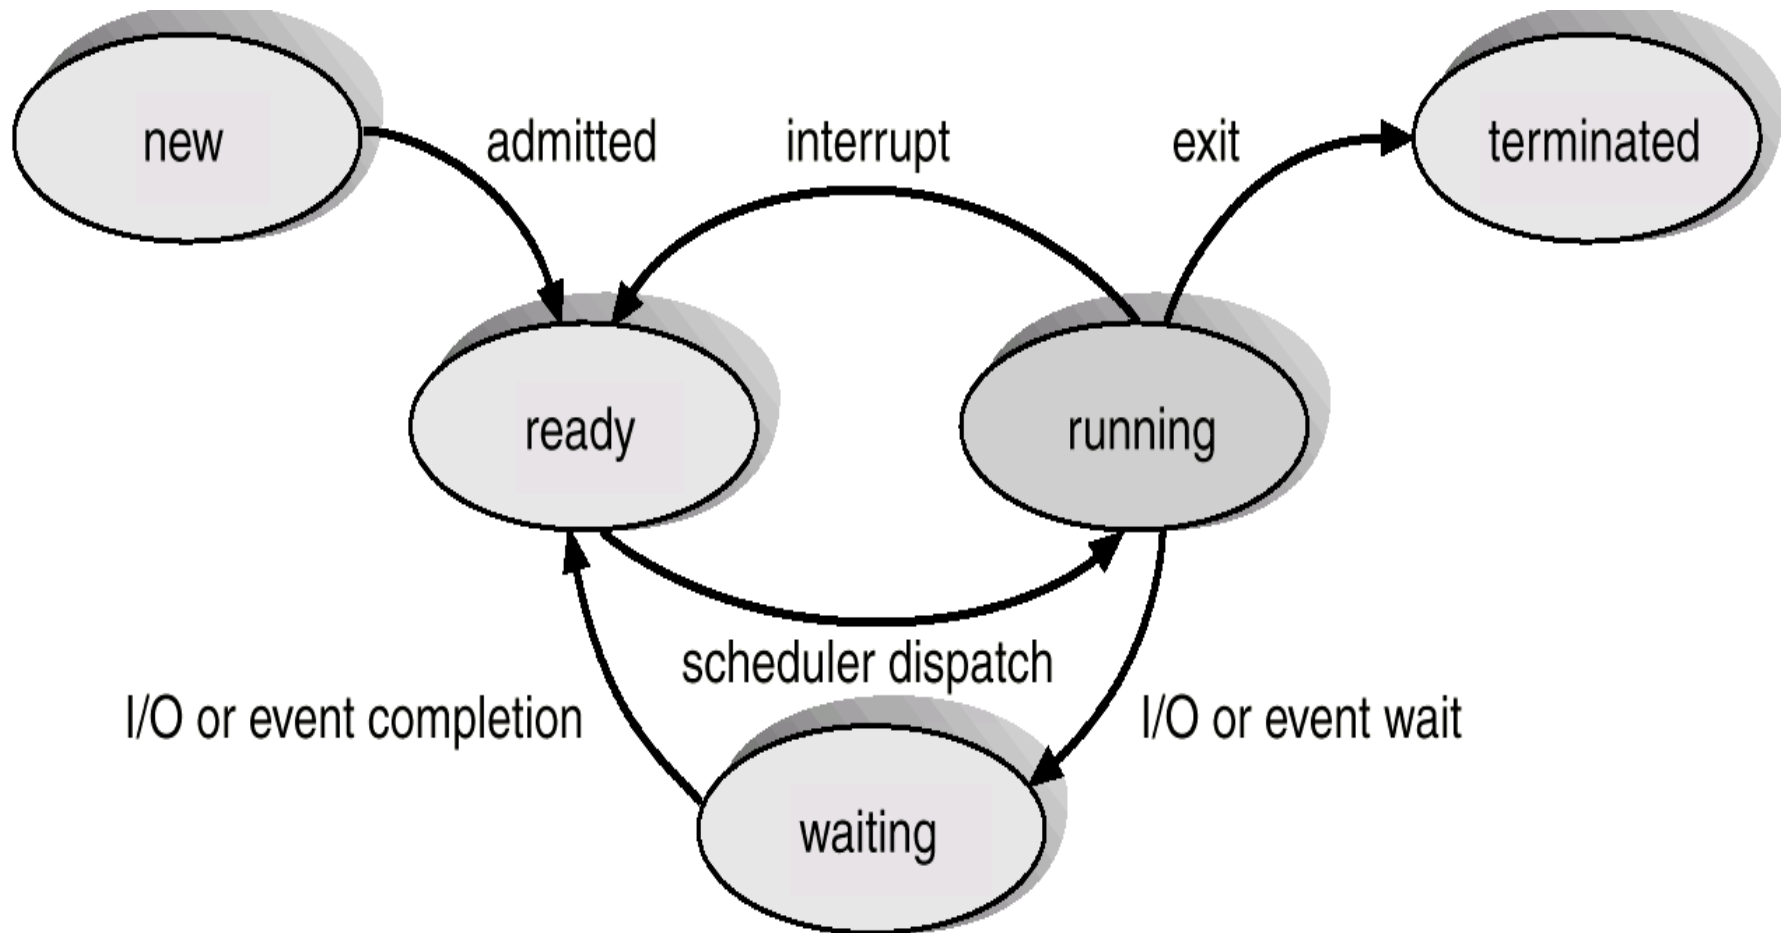 new
admitted
interrupt
exit
terminated
ready
running
scheduler dispatch
I/O or event completion
I/O or event wait
waiting